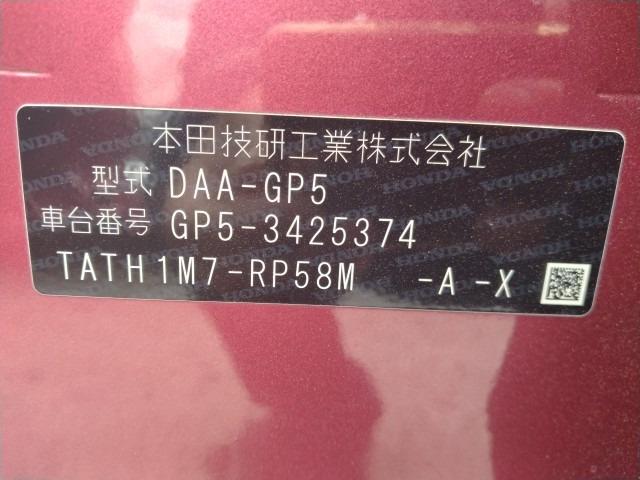 本田技研工業株式会社
型式 DAA-GP5
車台番号 GP5-3425374
TATH1M7-RP58M -A -X